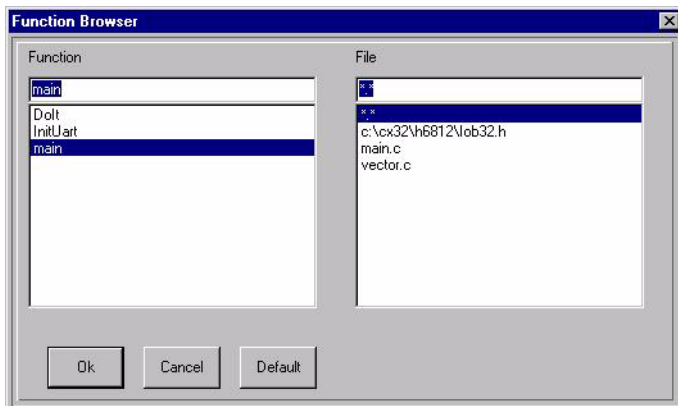 Function Browser
Function
main
DoIt
InitUart
main
File
*.*
*.*
c:\cx32\h6812\Iob32.h
main.c
vector.c
Ok
Cancel
Default